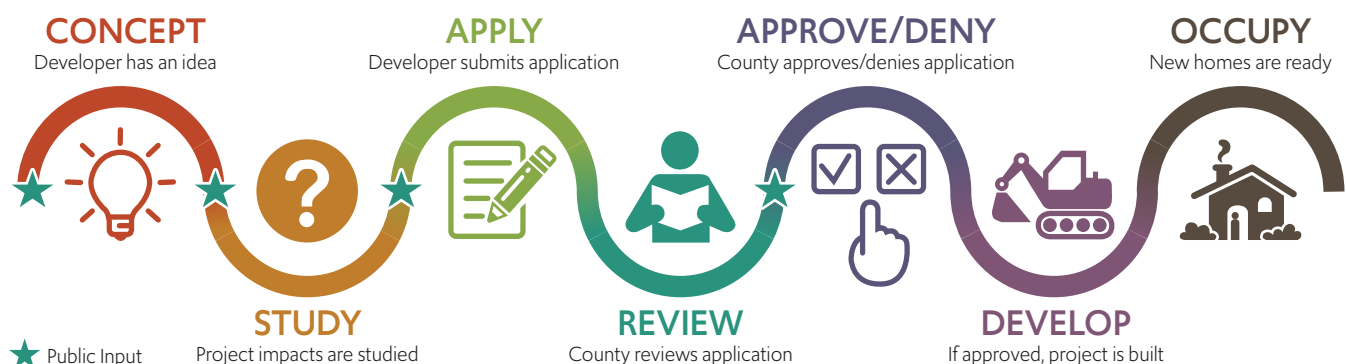 CONCEPT
Developer has an idea
APPLY
Developer submits application
APPROVE/DENY
County approves/denies application
OCCUPY
New homes are ready
?
STUDY
Project impacts are studied
REVIEW
County reviews application
DEVELOP
If approved, project is built
Public Input